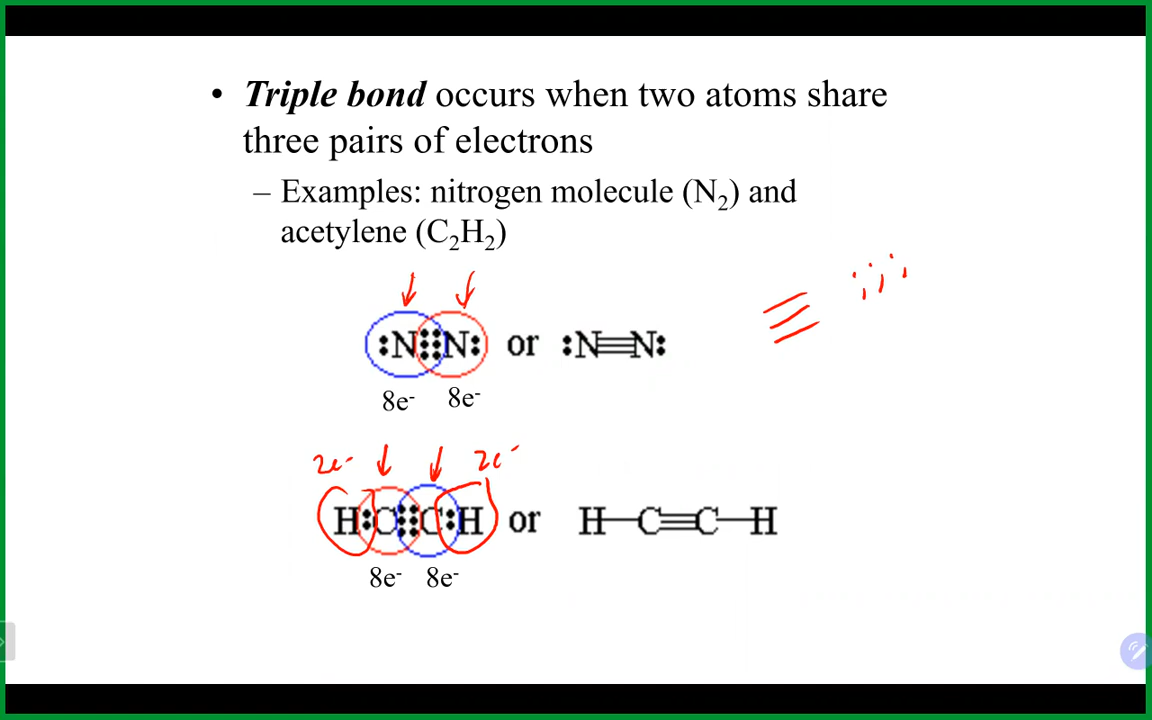 • Triple bond occurs when two atoms share
three pairs of electrons
– Examples: nitrogen molecule (N₂) and
acetylene (C₂H₂)
:N⋮⋮N: or :N≡N:
8e⁻ 8e⁻
2e⁻ 2e⁻
H:C⋮⋮C:H or H—C≡C—H
8e⁻ 8e⁻